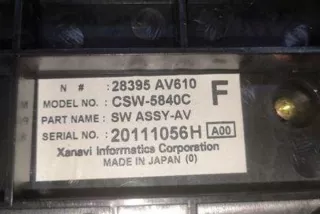 N # : 28395 AV610
MODEL NO. : CSW-5840C F
PART NAME : SW ASSY-AV
SERIAL NO. : 20111056H A00
Xanavi Informatics Corporation
MADE IN JAPAN (0)